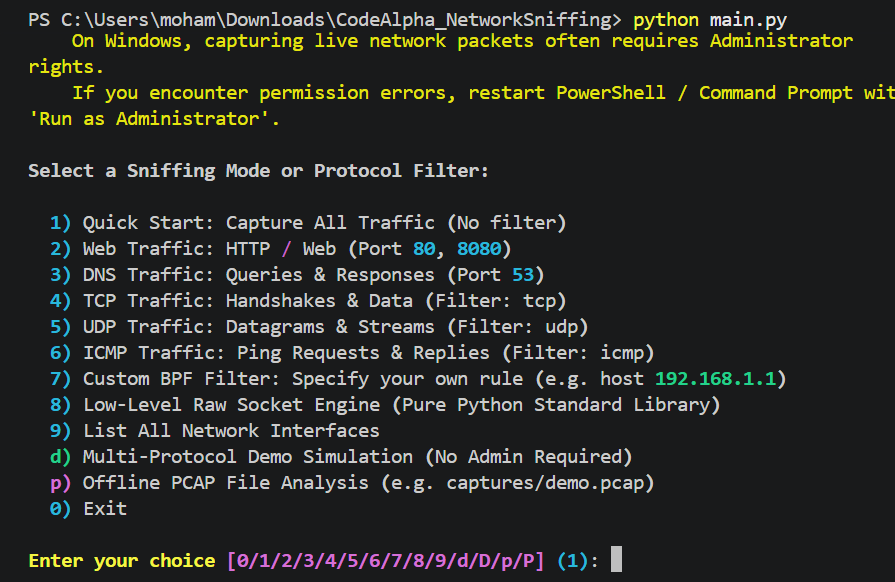 PS C:\Users\moham\Downloads\CodeAlpha_NetworkSniffing> python main.py
On Windows, capturing live network packets often requires Administrator
rights.
If you encounter permission errors, restart PowerShell / Command Prompt wit
'Run as Administrator'.
Select a Sniffing Mode or Protocol Filter:
1) Quick Start: Capture All Traffic (No filter)
2) Web Traffic: HTTP / Web (Port 80, 8080)
3) DNS Traffic: Queries & Responses (Port 53)
4) TCP Traffic: Handshakes & Data (Filter: tcp)
5) UDP Traffic: Datagrams & Streams (Filter: udp)
6) ICMP Traffic: Ping Requests & Replies (Filter: icmp)
7) Custom BPF Filter: Specify your own rule (e.g. host 192.168.1.1)
8) Low-Level Raw Socket Engine (Pure Python Standard Library)
9) List All Network Interfaces
d) Multi-Protocol Demo Simulation (No Admin Required)
p) Offline PCAP File Analysis (e.g. captures/demo.pcap)
0) Exit
Enter your choice [0/1/2/3/4/5/6/7/8/9/d/D/p/P] (1):